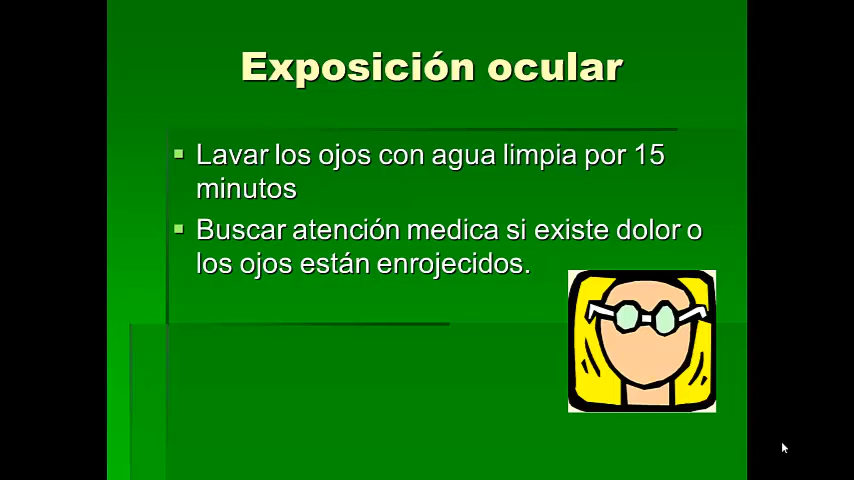 Exposición ocular
Lavar los ojos con agua limpia por 15
minutos
Buscar atención medica si existe dolor o
los ojos están enrojecidos.